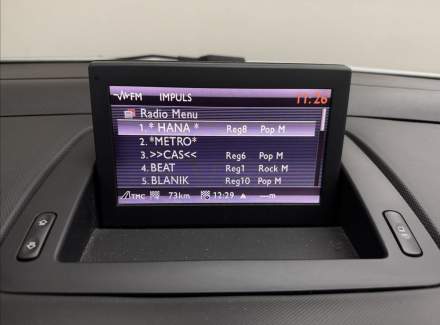 FM IMPULS 11:26
Radio Menu
1. * HANA * Reg8 Pop M
2. *METRO*
3. >>CAS<< Reg6 Pop M
4. BEAT Reg1 Rock M
5. BLANIK Reg10 Pop M
TMC 73km 12:29 ---m